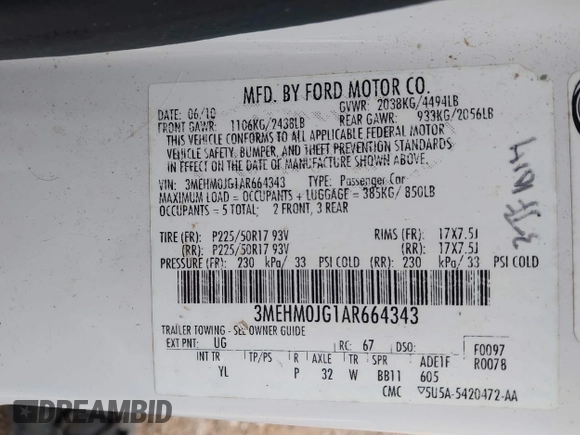 MFD. BY FORD MOTOR CO.
DATE: 06/10 GVWR: 2038KG/4494LB
FRONT GAWR: 1106KG/2438LB REAR GAWR: 933KG/2056LB
THIS VEHICLE CONFORMS TO ALL APPLICABLE FEDERAL MOTOR
VEHICLE SAFETY, BUMPER, AND THEFT PREVENTION STANDARDS
IN EFFECT ON THE DATE OF MANUFACTURE SHOWN ABOVE.
VIN: 3MEHM0JG1AR664343 TYPE: Passenger Car
MAXIMUM LOAD = OCCUPANTS + LUGGAGE = 385KG/ 850LB
OCCUPANTS = 5 TOTAL; 2 FRONT, 3 REAR
TIRE (FR): P225/50R17 93V RIMS (FR): 17X7.5J
(RR): P225/50R17 93V (RR): 17X7.5J
PRESSURE (FR): 230 kPa/ 33 PSI COLD (RR): 230 kPa/ 33 PSI COLD
3MEHM0JG1AR664343
TRAILER TOWING - SEE OWNER GUIDE
EXT PNT: UG RC: 67 DSO: F0097
R0078
INT TR TP/PS R AXLE TR SPR ADE1F
YL P 32 W BB11 605
CMC ▽5U5A-5420472-AA
DREAMBID